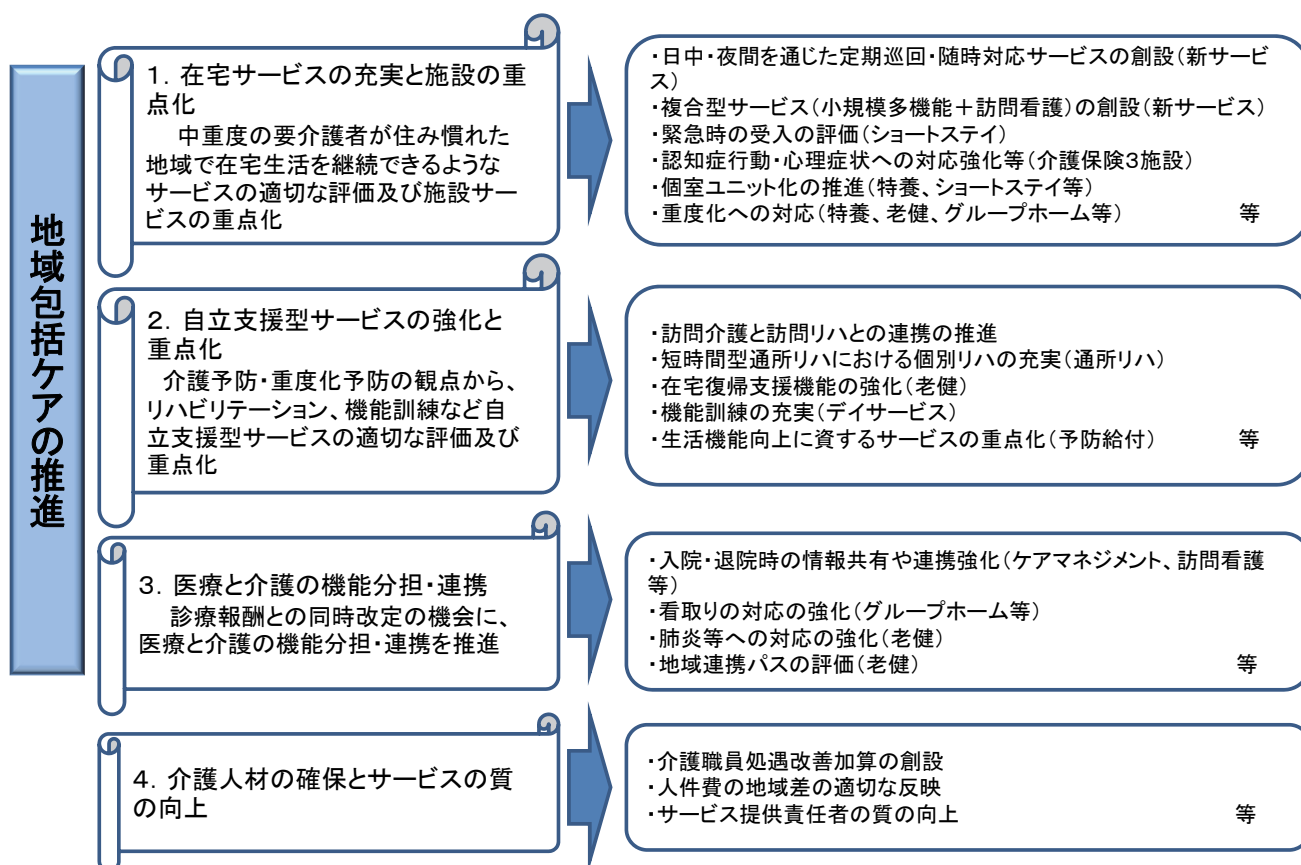 地域包括ケアの推進
1．在宅サービスの充実と施設の重
点化
中重度の要介護者が住み慣れた
地域で在宅生活を継続できるような
サービスの適切な評価及び施設サー
ビスの重点化
・日中・夜間を通じた定期巡回・随時対応サービスの創設（新サービ
ス）
・複合型サービス（小規模多機能＋訪問看護）の創設（新サービス）
・緊急時の受入の評価（ショートステイ）
・認知症行動・心理症状への対応強化等（介護保険3施設）
・個室ユニット化の推進（特養、ショートステイ等）
・重度化への対応（特養、老健、グループホーム等）　等
2．自立支援型サービスの強化と
重点化
介護予防・重度化予防の観点から、
リハビリテーション、機能訓練など自
立支援型サービスの適切な評価及び
重点化
・訪問介護と訪問リハとの連携の推進
・短時間型通所リハにおける個別リハの充実（通所リハ）
・在宅復帰支援機能の強化（老健）
・機能訓練の充実（デイサービス）
・生活機能向上に資するサービスの重点化（予防給付）　等
3．医療と介護の機能分担・連携
診療報酬との同時改定の機会に、
医療と介護の機能分担・連携を推進
・入院・退院時の情報共有や連携強化（ケアマネジメント、訪問看護
等）
・看取りの対応の強化（グループホーム等）
・肺炎等への対応の強化（老健）
・地域連携パスの評価（老健）　等
4．介護人材の確保とサービスの質
の向上
・介護職員処遇改善加算の創設
・人件費の地域差の適切な反映
・サービス提供責任者の質の向上　等